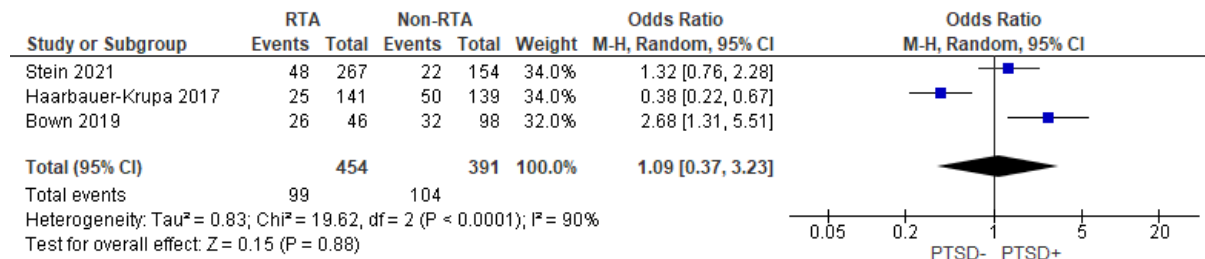 RTA Non-RTA Odds Ratio Odds Ratio
Study or Subgroup Events Total Events Total Weight M-H, Random, 95% CI M-H, Random, 95% CI
Stein 2021 48 267 22 154 34.0% 1.32 [0.76, 2.28]
Haarbauer-Krupa 2017 25 141 50 139 34.0% 0.38 [0.22, 0.67]
Bown 2019 26 46 32 98 32.0% 2.68 [1.31, 5.51]
Total (95% CI) 454 391 100.0% 1.09 [0.37, 3.23]
Total events 99 104
Heterogeneity: Tau² = 0.83; Chi² = 19.62, df = 2 (P < 0.0001); I² = 90%
Test for overall effect: Z = 0.15 (P = 0.88)
0.05 0.2 1 5 20
PTSD- PTSD+